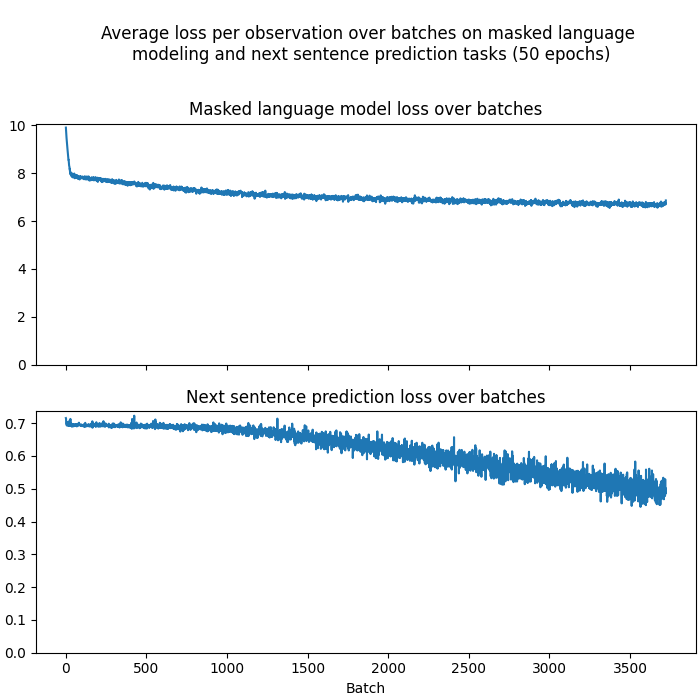 Average loss per observation over batches on masked language
modeling and next sentence prediction tasks (50 epochs)
Masked language model loss over batches
10
8
6
4
2
0
Next sentence prediction loss over batches
0.7
0.6
0.5
0.4
0.3
0.2
0.1
0.0
0 500 1000 1500 2000 2500 3000 3500
Batch